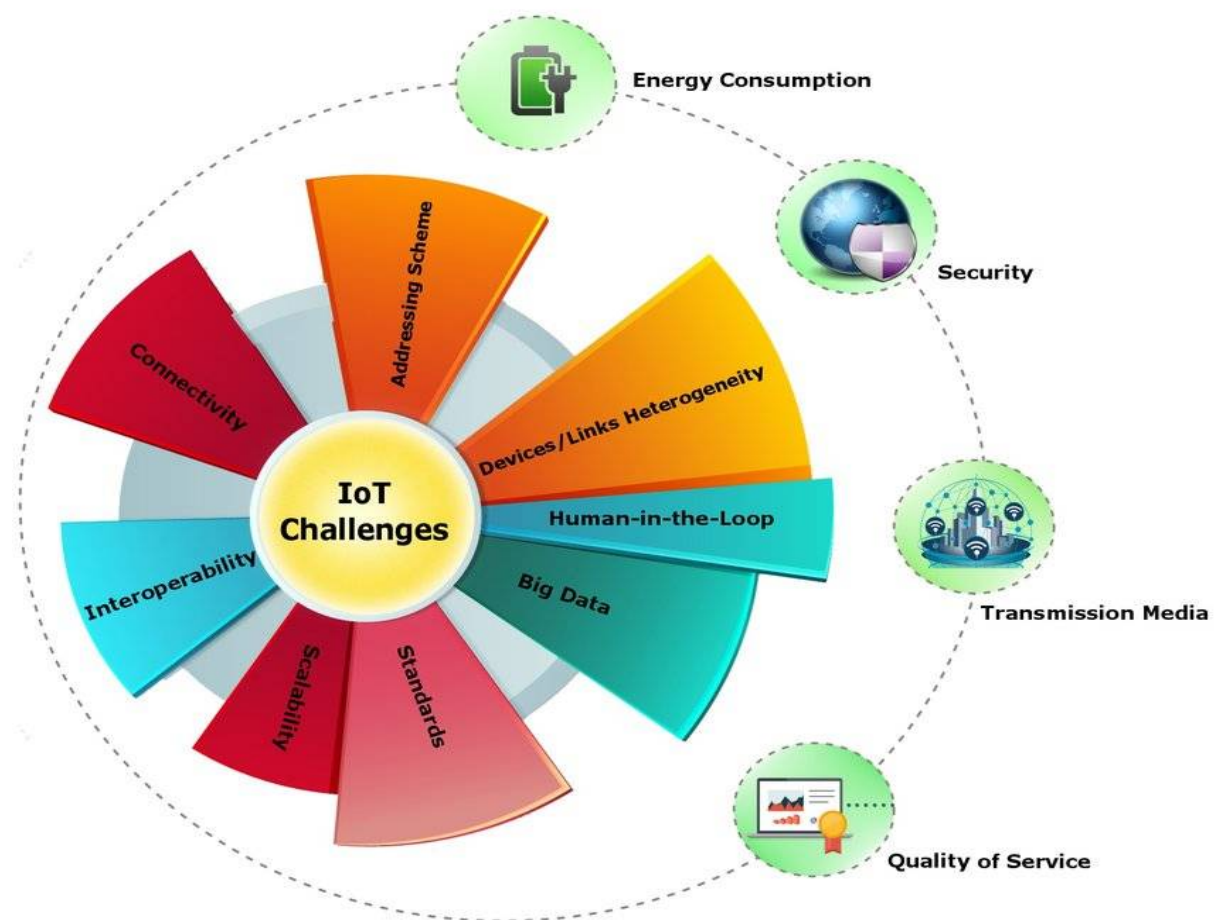 Energy Consumption
Security
Transmission Media
Quality of Service
IoT
Challenges
Addressing Scheme
Devices/Links Heterogeneity
Human-in-the-Loop
Big Data
Standards
Scalability
Interoperability
Connectivity